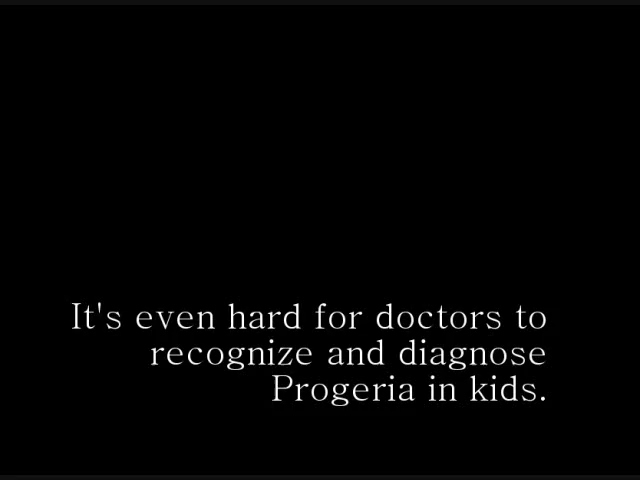 It's even hard for doctors to
recognize and diagnose
Progeria in kids.